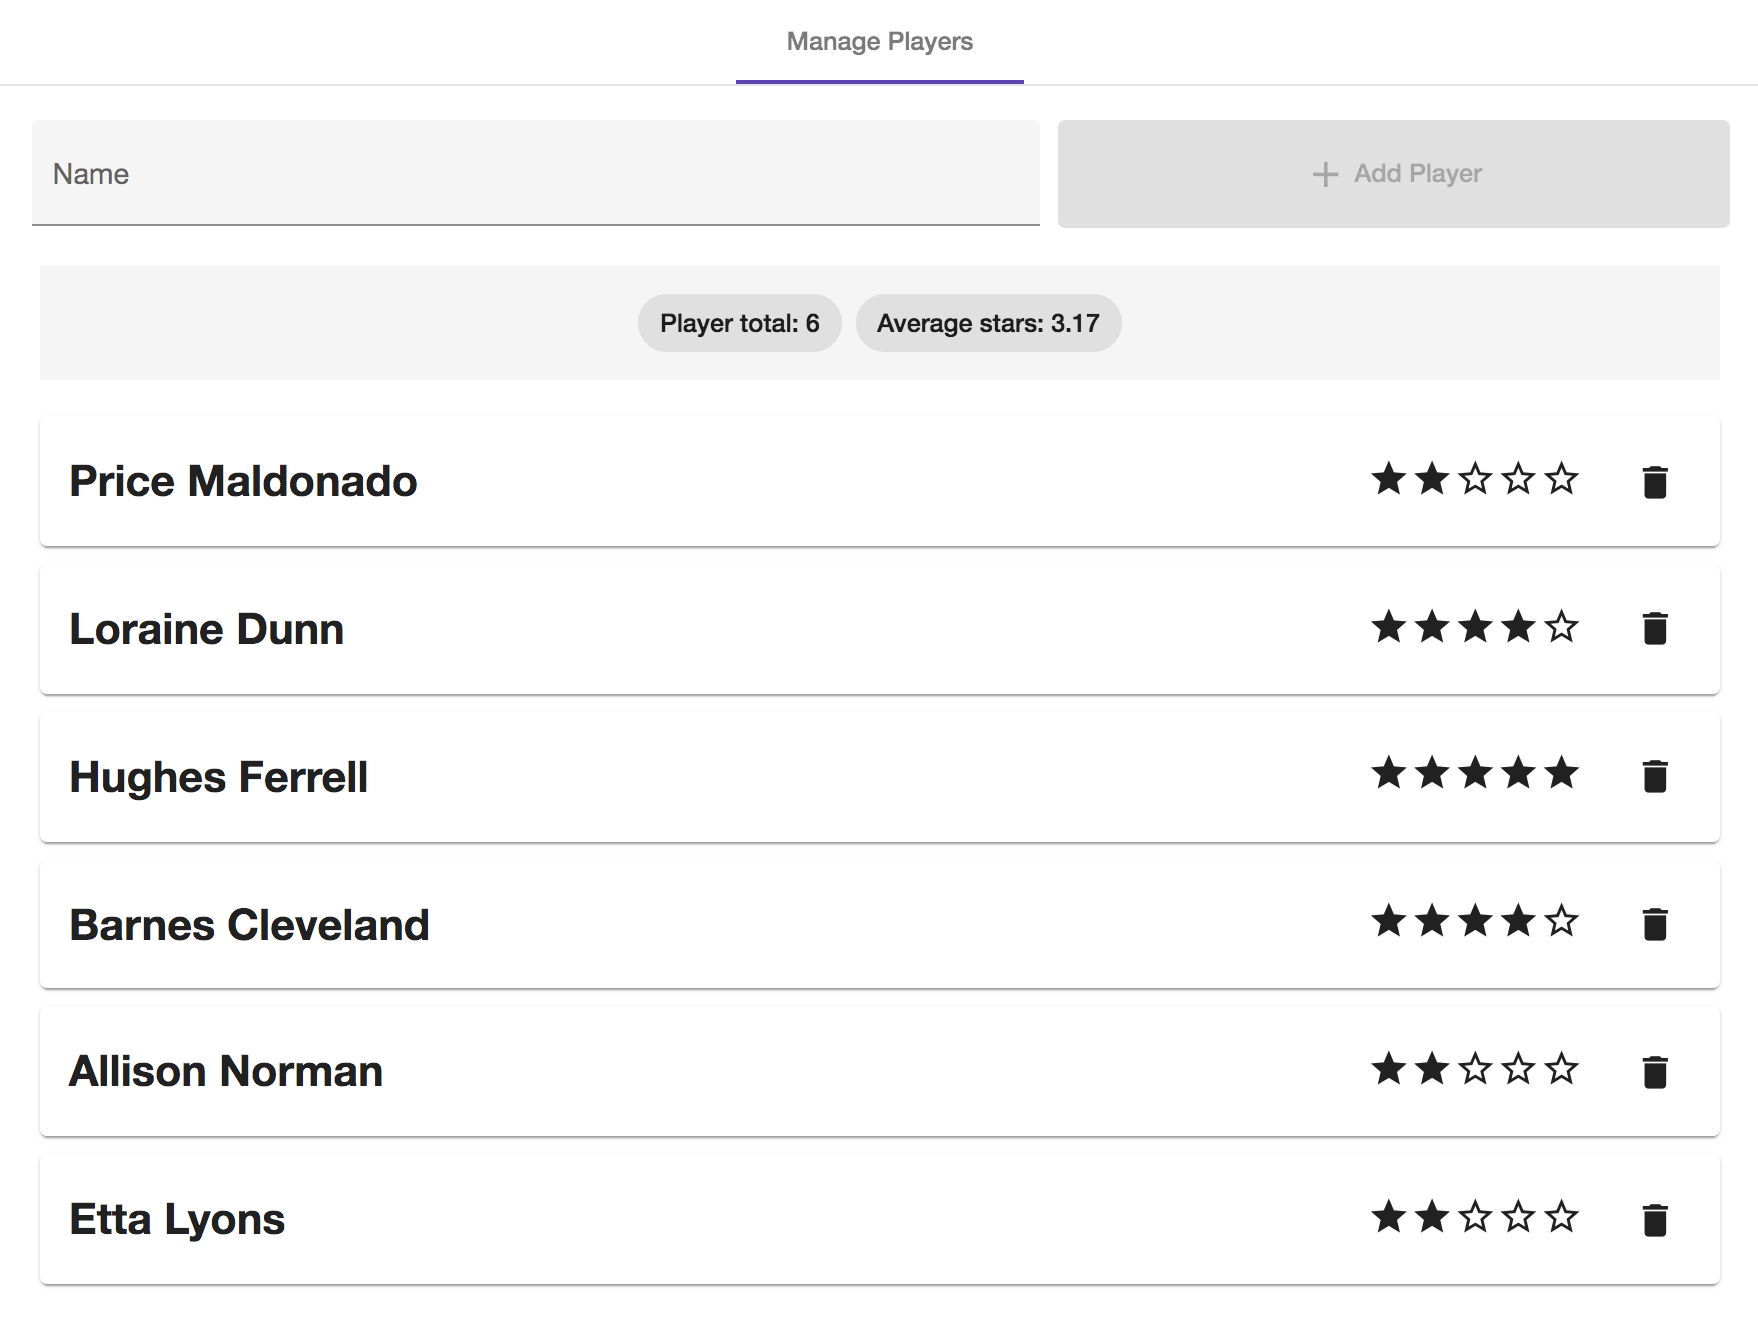 Manage Players
Name
Add Player
Player total: 6
Average stars: 3.17
Price Maldonado
Loraine Dunn
Hughes Ferrell
Barnes Cleveland
Allison Norman
Etta Lyons